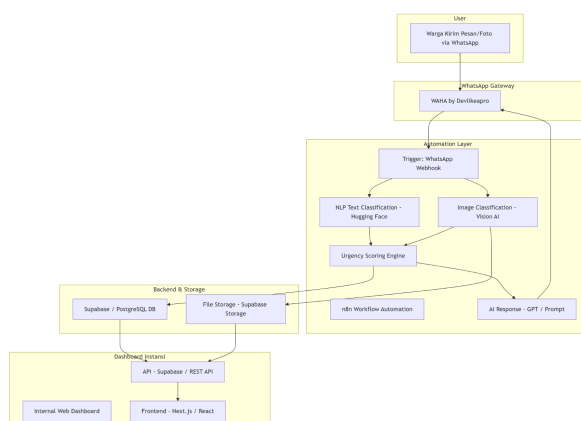 User
Warga Kirim Pesan/Foto
via WhatsApp
WhatsApp Gateway
WAHA by Devlikeapro
Automation Layer
Trigger: WhatsApp
Webhook
NLP Text Classification -
Hugging Face
Image Classification -
Vision AI
Urgency Scoring Engine
Backend & Storage
Supabase / PostgreSQL DB
File Storage - Supabase
Storage
n8n Workflow Automation
AI Response - GPT / Prompt
Dashboard Instansi
API - Supabase / REST API
Internal Web Dashboard
Frontend - Next.js / React